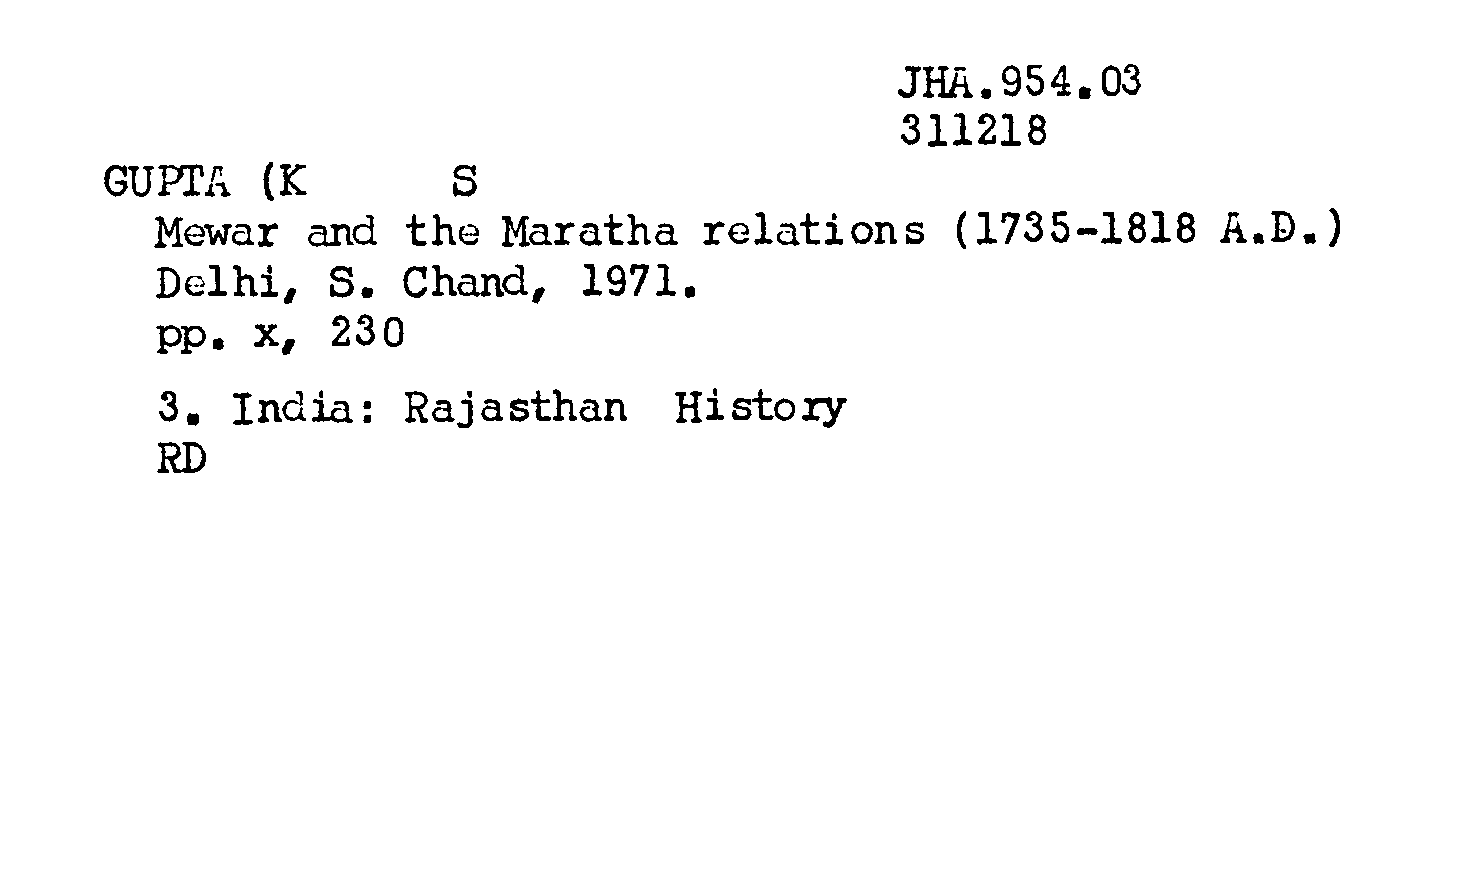 JHA.954.03
311218
GUPTA (K      S
Mewar and the Maratha relations (1735-1818 A.D.)
Delhi, S. Chand, 1971.
pp. x, 230
3. India: Rajasthan  History
RD